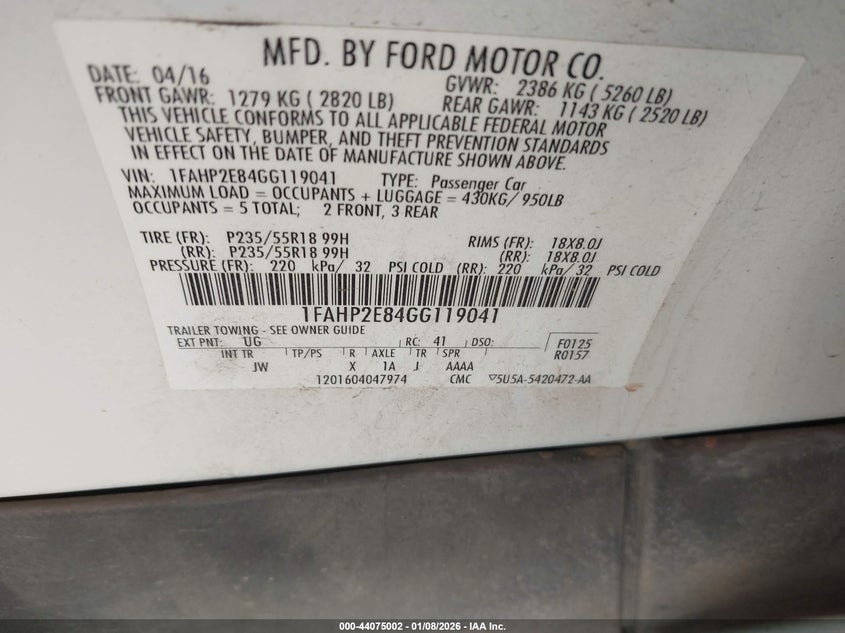 MFD. BY FORD MOTOR CO.
DATE: 04/16 GVWR: 2386 KG ( 5260 LB)
FRONT GAWR: 1279 KG ( 2820 LB) REAR GAWR: 1143 KG ( 2520 LB)
THIS VEHICLE CONFORMS TO ALL APPLICABLE FEDERAL MOTOR
VEHICLE SAFETY, BUMPER, AND THEFT PREVENTION STANDARDS
IN EFFECT ON THE DATE OF MANUFACTURE SHOWN ABOVE.
VIN: 1FAHP2E84GG119041 TYPE: Passenger Car
MAXIMUM LOAD = OCCUPANTS + LUGGAGE = 430KG/ 950LB
OCCUPANTS = 5 TOTAL; 2 FRONT, 3 REAR
TIRE (FR): P235/55R18 99H RIMS (FR): 18X8.0J
(RR): P235/55R18 99H (RR): 18X8.0J
PRESSURE (FR): 220 kPa/ 32 PSI COLD (RR): 220 kPa/ 32 PSI COLD
1FAHP2E84GG119041
TRAILER TOWING - SEE OWNER GUIDE
EXT PNT: UG RC: 41 DSO: F0125
INT TR TP/PS R AXLE TR SPR R0157
JW X 1A J AAAA
1201604047974 CMC ▽5U5A-5420472-AA
000-44075002 - 01/08/2026 - IAA Inc.